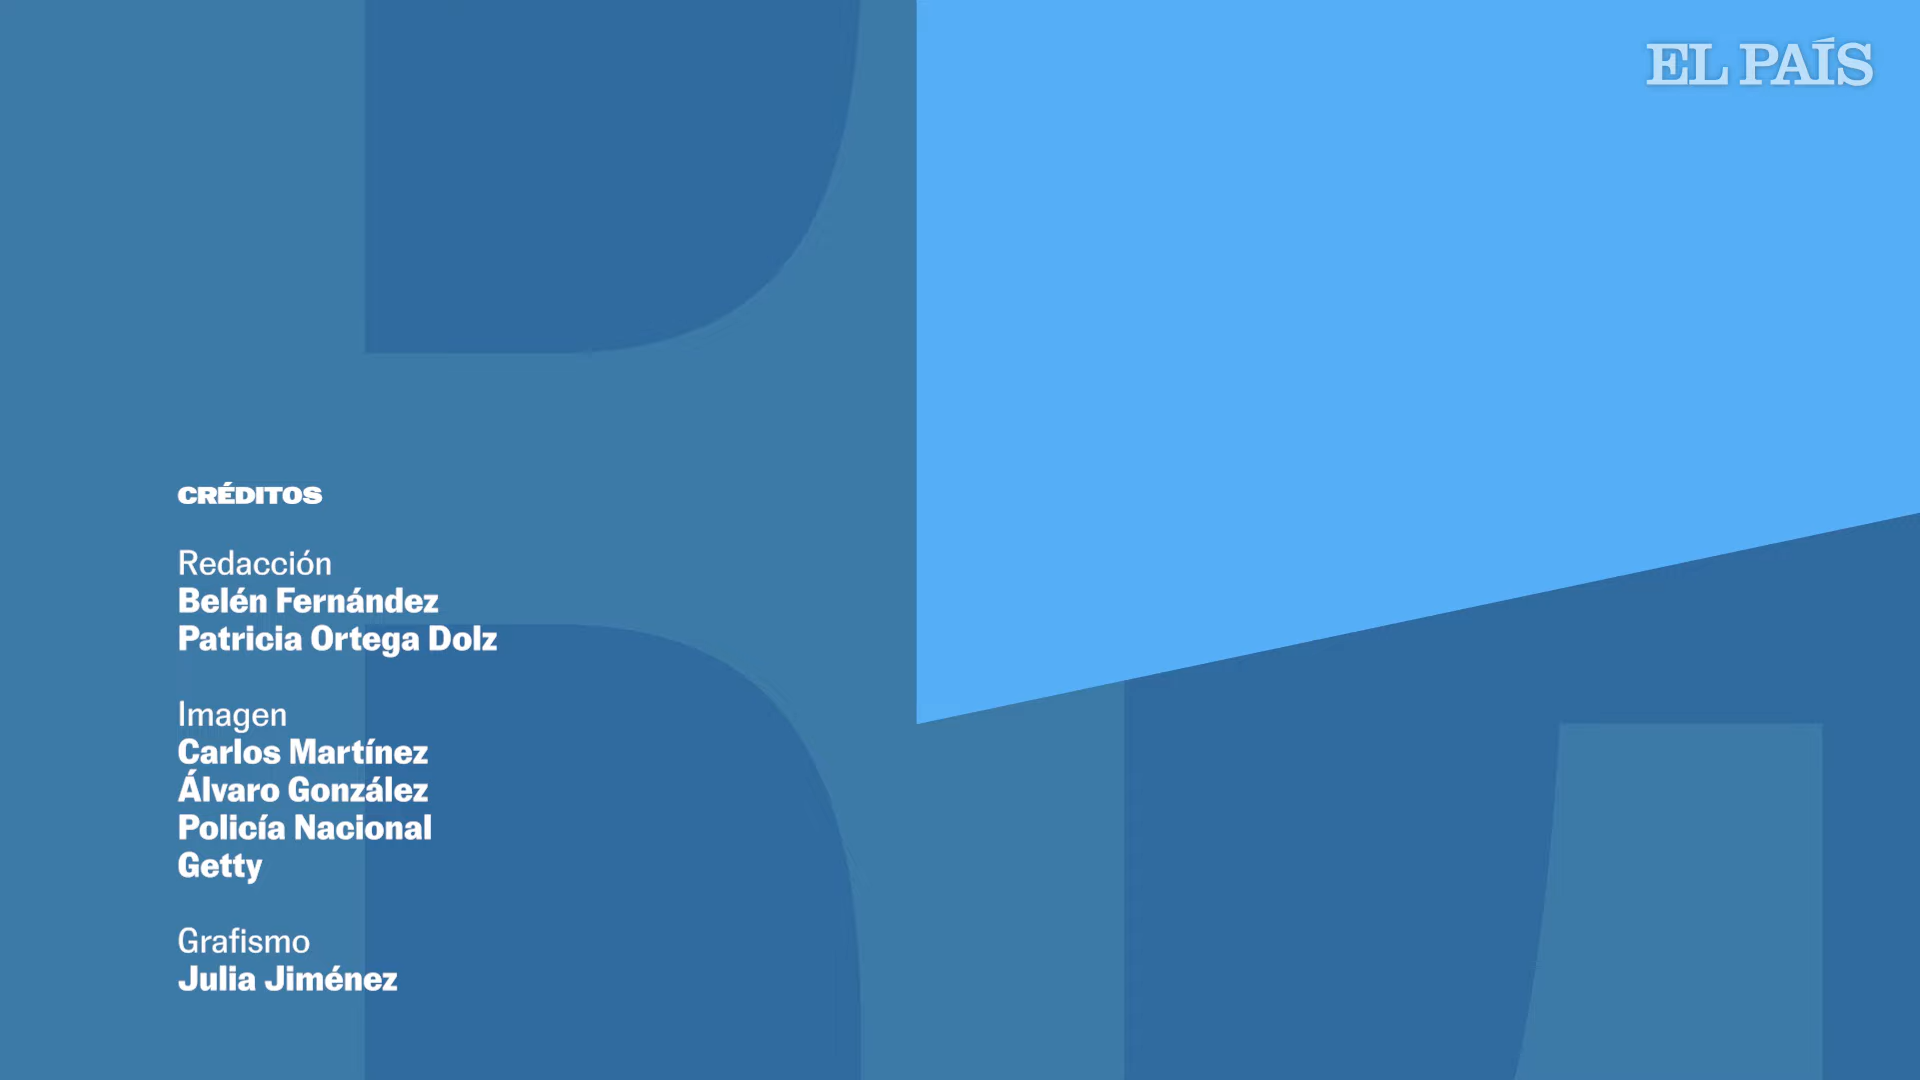 EL PAÍS
CRÉDITOS
Redacción
Belén Fernández
Patricia Ortega Dolz
Imagen
Carlos Martínez
Álvaro González
Policía Nacional
Getty
Grafismo
Julia Jiménez